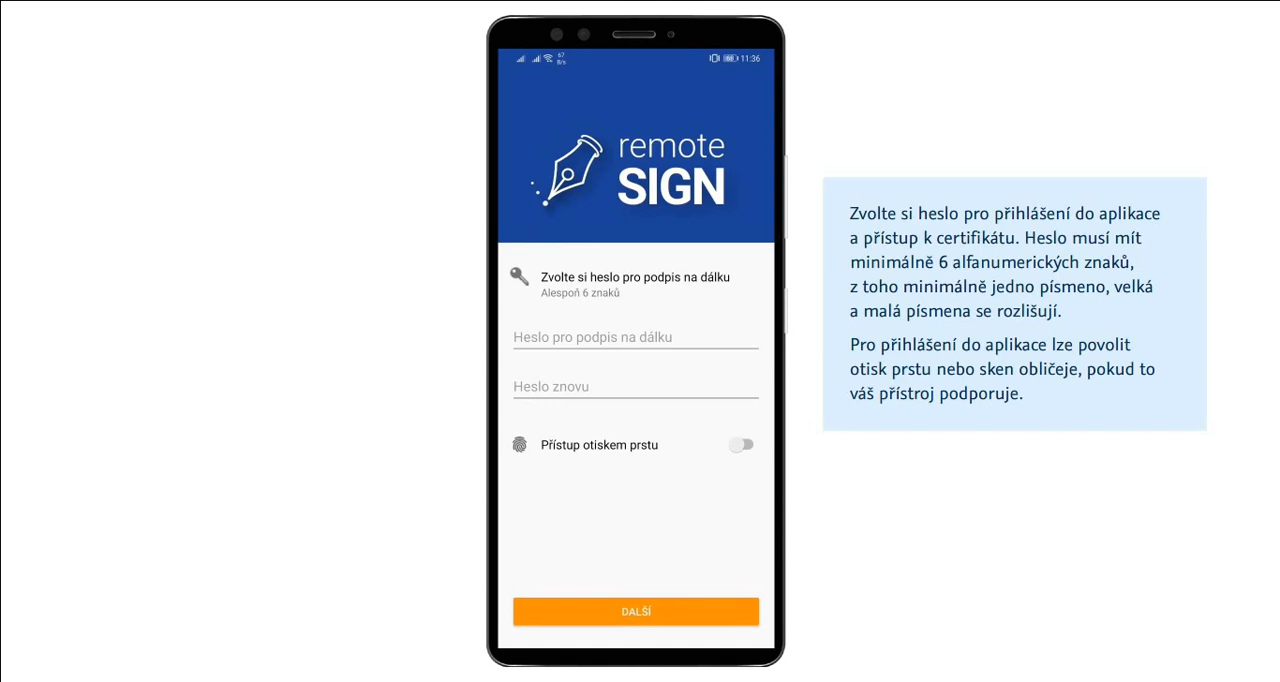 67
B/s
68
11:36
remote
SIGN
Zvolte si heslo pro podpis na dálku
Alespoň 6 znaků
Heslo pro podpis na dálku
Heslo znovu
Přístup otiskem prstu
DALŠÍ
Zvolte si heslo pro přihlášení do aplikace
a přístup k certifikátu. Heslo musí mít
minimálně 6 alfanumerických znaků,
z toho minimálně jedno písmeno, velká
a malá písmena se rozlišují.
Pro přihlášení do aplikace lze povolit
otisk prstu nebo sken obličeje, pokud to
váš přístroj podporuje.